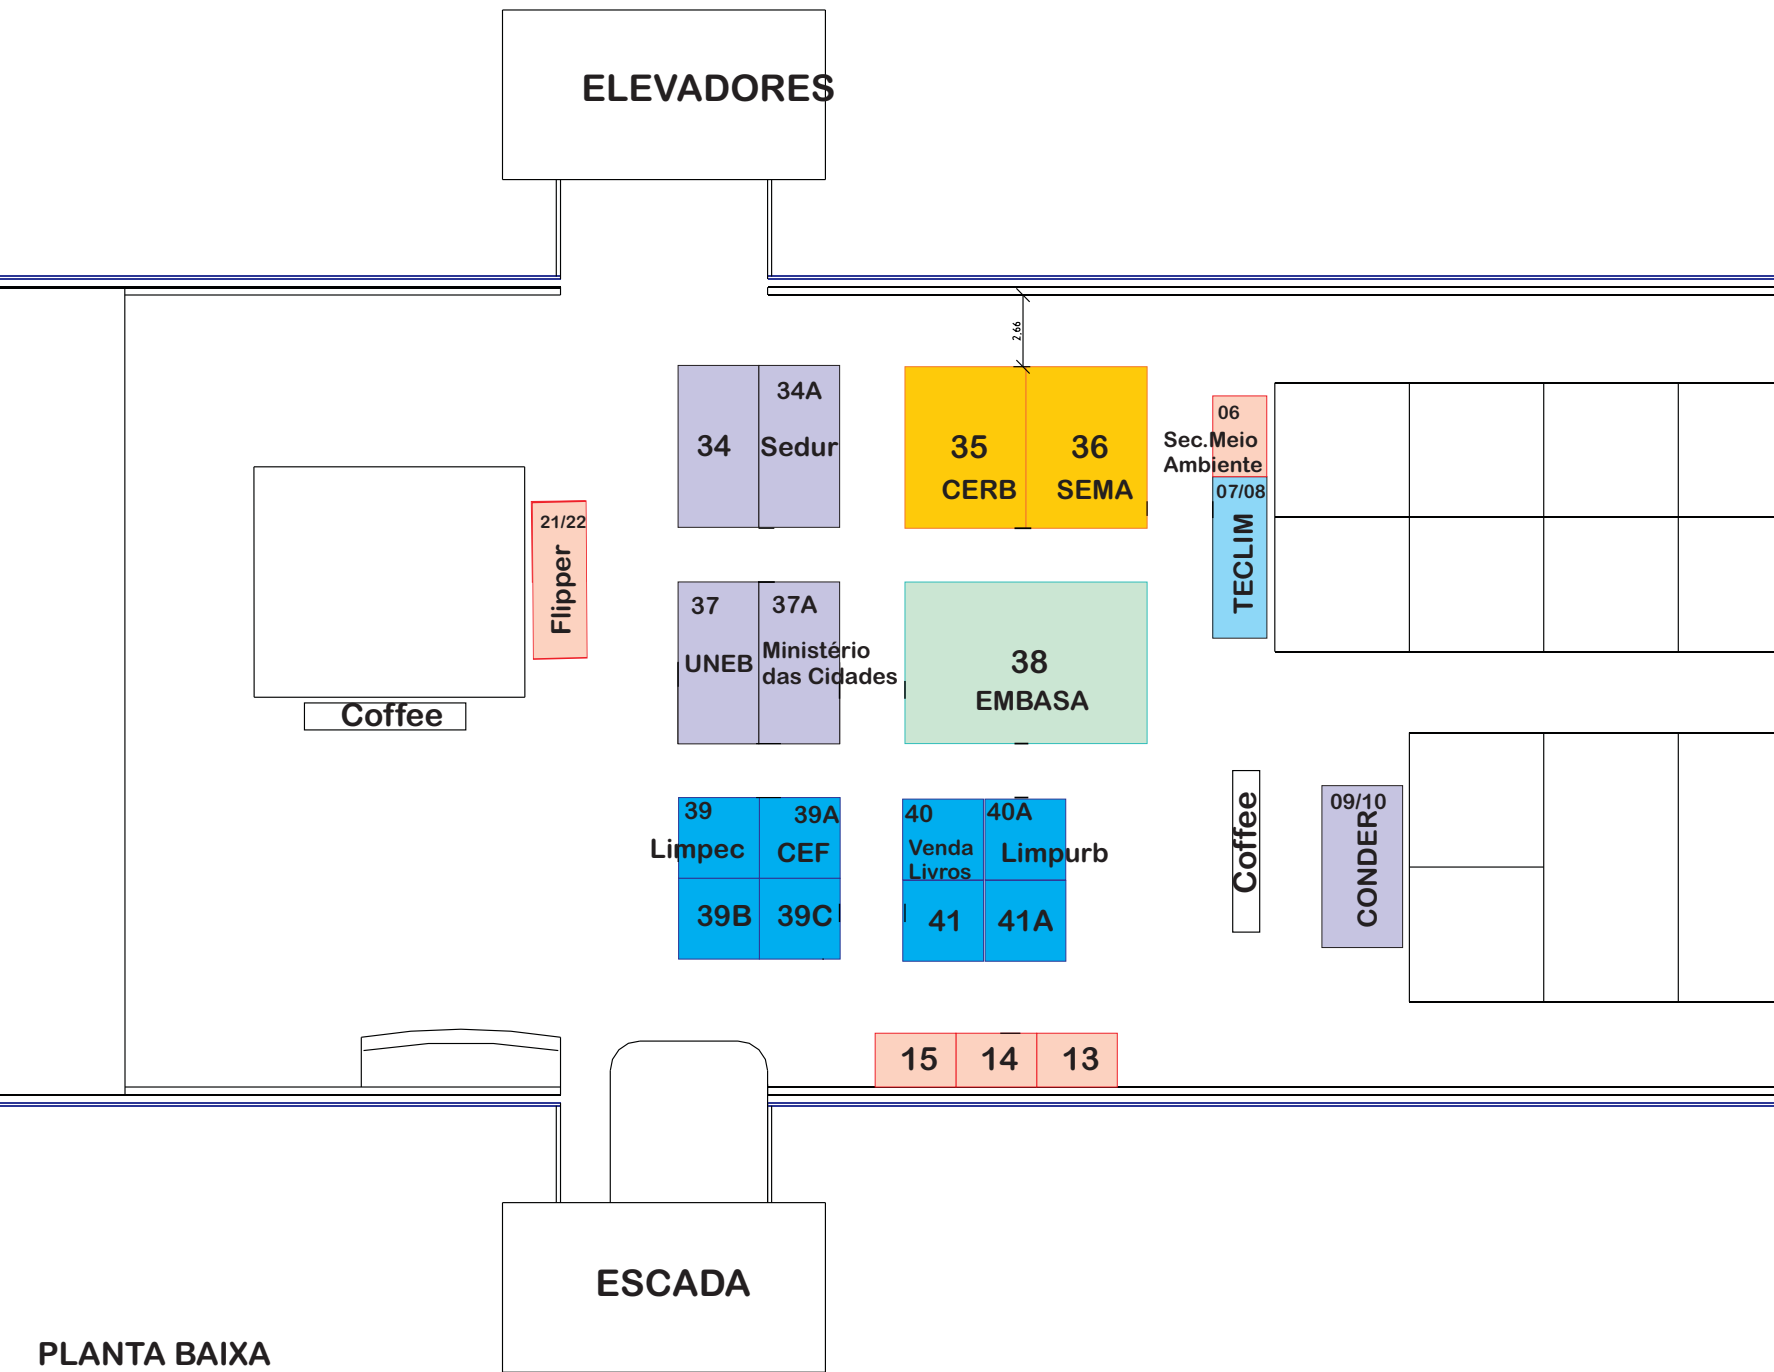 ELEVADORES
2,66
34
34A
Sedur
35
CERB
36
SEMA
06
Sec.Meio
Ambiente
07/08
TECLIM
21/22
Flipper
Coffee
37
UNEB
37A
Ministério
das Cidades
38
EMBASA
39
Limpec
39A
CEF
39B
39C
40
Venda
Livros
40A
Limpurb
41
41A
Coffee
09/10
CONDER
15
14
13
ESCADA
PLANTA BAIXA